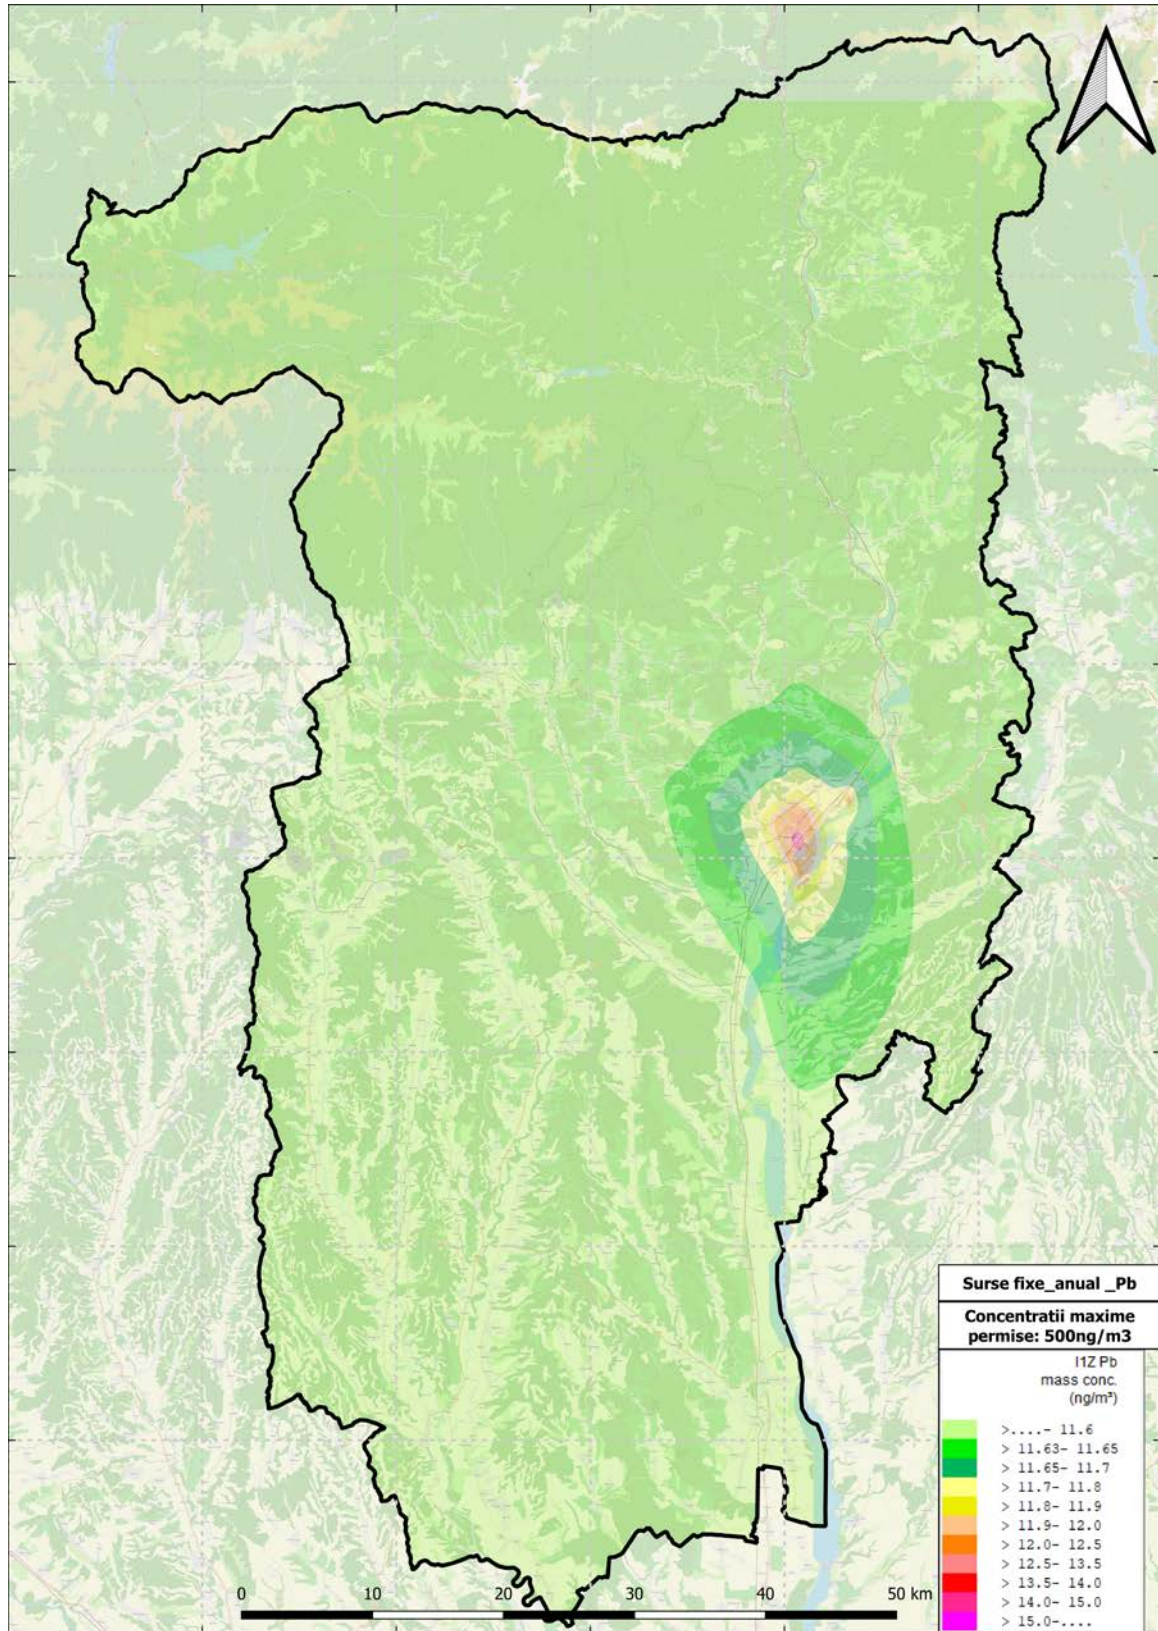 Surse fixe_anual _Pb
Concentratii maxime
permise: 500ng/m3
I1Z Pb
mass conc.
(ng/m³)
>....- 11.6
> 11.63- 11.65
> 11.65- 11.7
> 11.7- 11.8
> 11.8- 11.9
> 11.9- 12.0
> 12.0- 12.5
> 12.5- 13.5
> 13.5- 14.0
> 14.0- 15.0
> 15.0-....
0 10 20 30 40 50 km